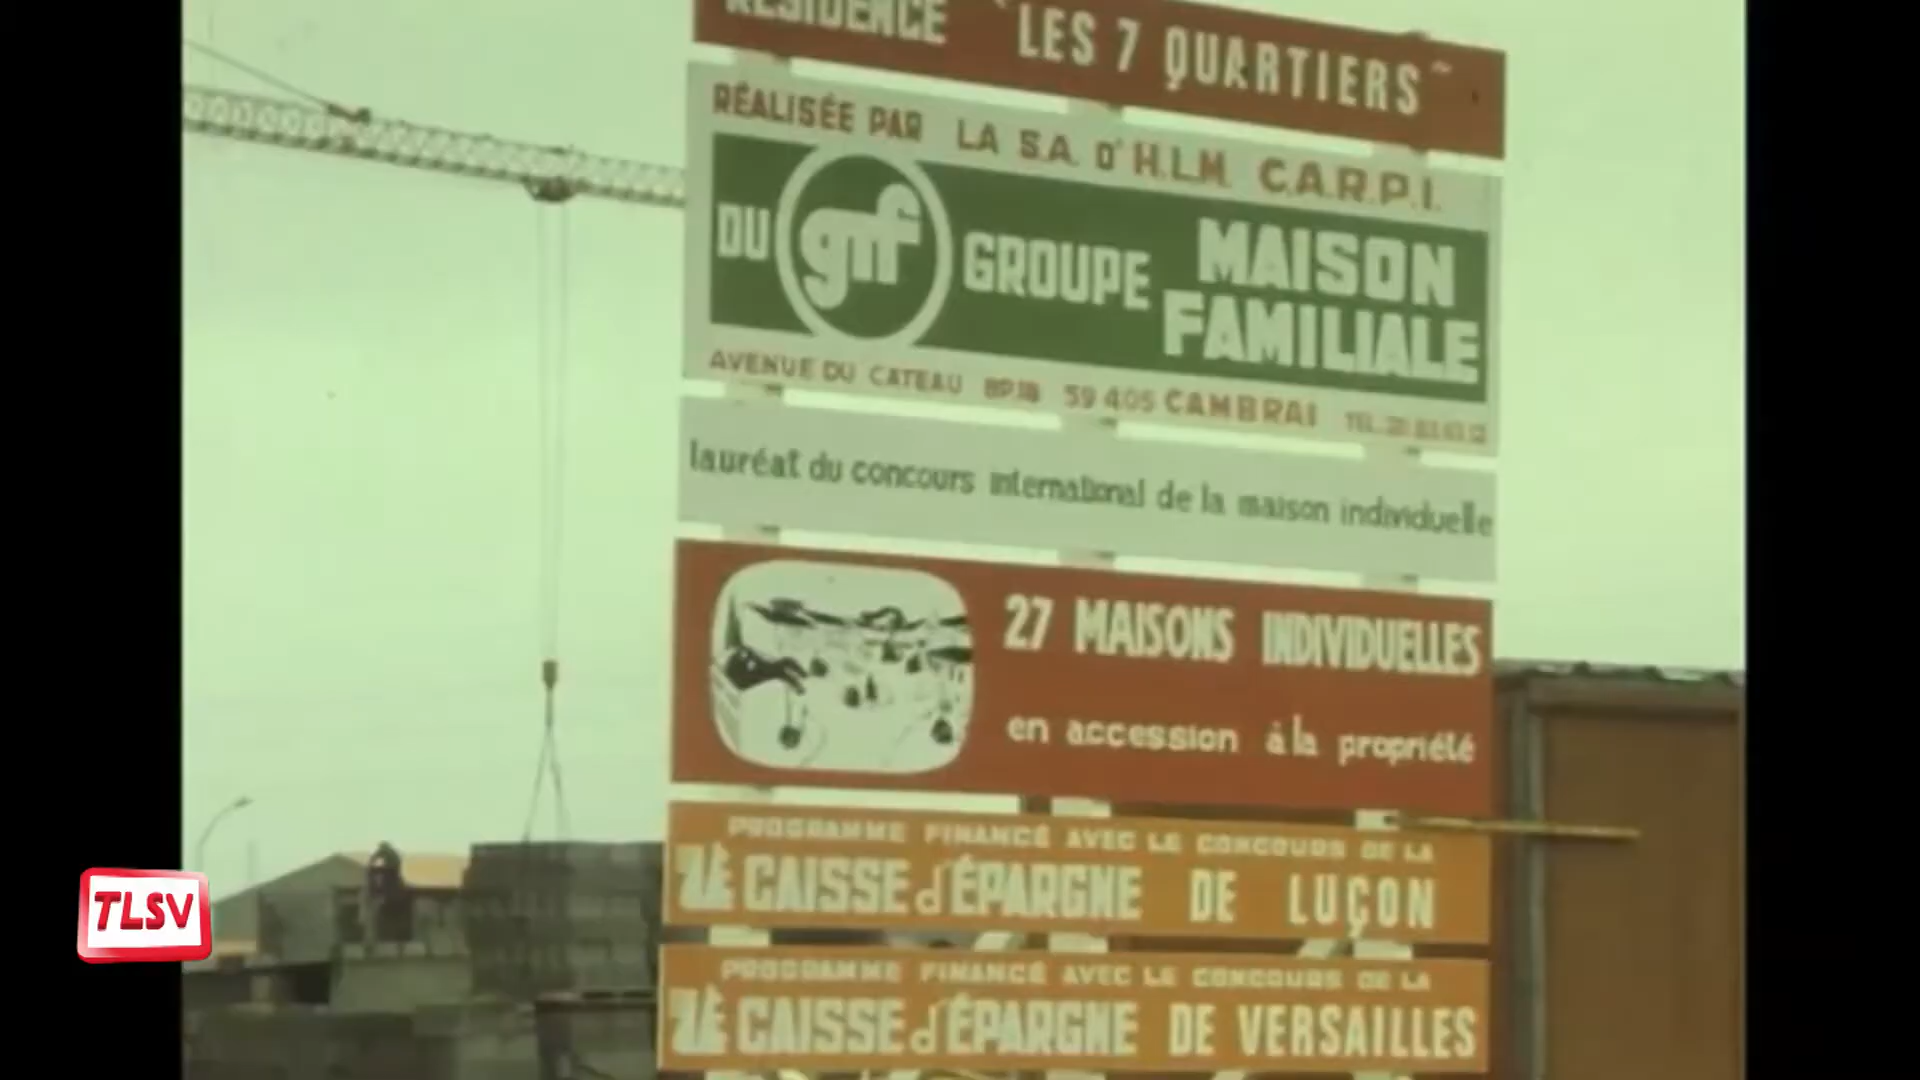 RÉSIDENCE "LES 7 QUARTIERS"
RÉALISÉE PAR LA S.A. D'H.L.M. C.A.R.P.I.
DU gmf GROUPE MAISON
FAMILIALE
AVENUE DU CATEAU BP.18 59 405 CAMBRAI TEL.
lauréat du concours international de la maison individuelle
27 MAISONS INDIVIDUELLES
en accession à la propriété
PROGRAMME FINANCÉ AVEC LE CONCOURS DE LA
CAISSE d'ÉPARGNE DE LUÇON
PROGRAMME FINANCÉ AVEC LE CONCOURS DE LA
CAISSE d'ÉPARGNE DE VERSAILLES
TLSV